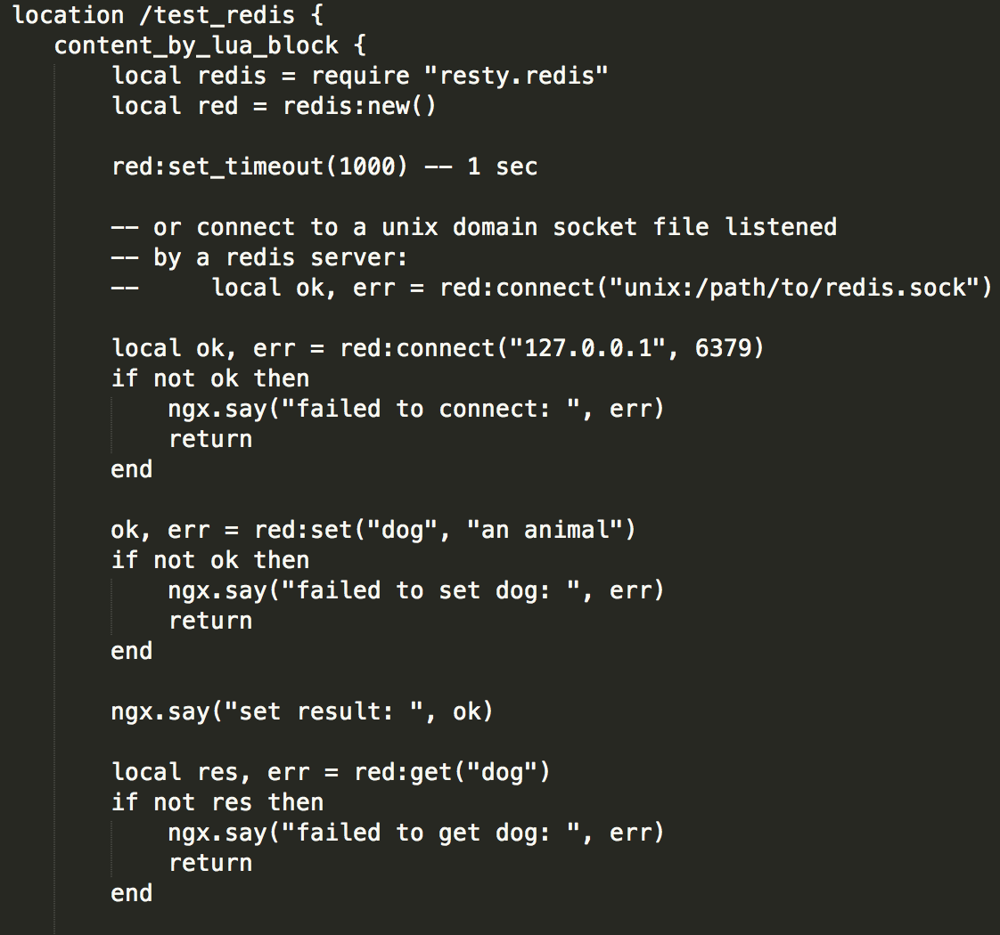 location /test_redis {
content_by_lua_block {
local redis = require "resty.redis"
local red = redis:new()
red:set_timeout(1000) -- 1 sec
-- or connect to a unix domain socket file listened
-- by a redis server:
--     local ok, err = red:connect("unix:/path/to/redis.sock")
local ok, err = red:connect("127.0.0.1", 6379)
if not ok then
ngx.say("failed to connect: ", err)
return
end
ok, err = red:set("dog", "an animal")
if not ok then
ngx.say("failed to set dog: ", err)
return
end
ngx.say("set result: ", ok)
local res, err = red:get("dog")
if not res then
ngx.say("failed to get dog: ", err)
return
end